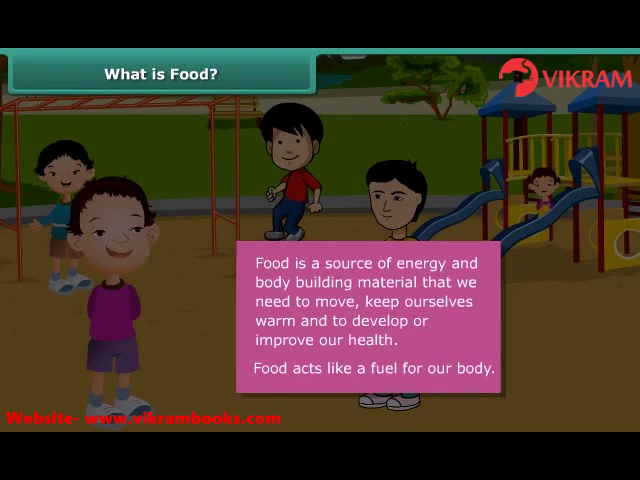 What is Food?
VIKRAM
Food is a source of energy and
body building material that we
need to move, keep ourselves
warm and to develop or
improve our health.
Food acts like a fuel for our body.
Website- www.vikrambooks.com